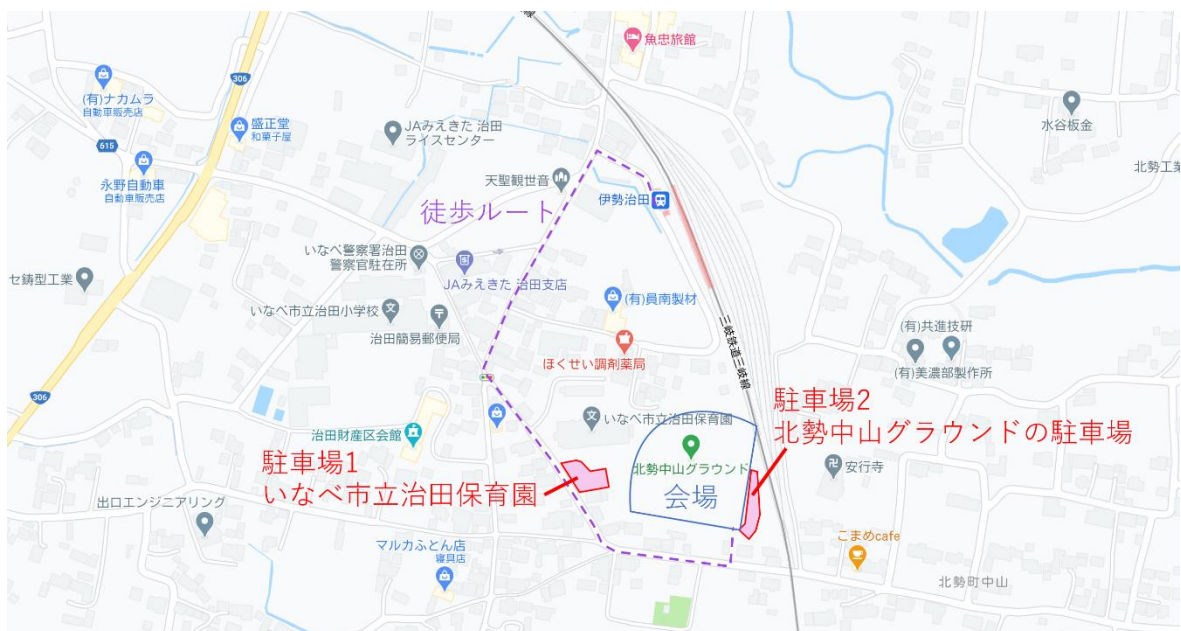 魚忠旅館
306
(有)ナカムラ
自動車販売店
盛正堂
和菓子屋
JAみえきた 治田
ライスセンター
水谷板金
615
永野自動車
自動車販売店
天聖観世音
伊勢治田
北勢工業
徒歩ルート
いなべ警察署治田
警察官駐在所
JAみえきた 治田支店
セ鋳型工業
いなべ市立治田小学校
治田簡易郵便局
(有)員南製材
三岐鉄道三岐線
(有)共進技研
(有)美濃部製作所
ほくせい調剤薬局
306
治田財産区会館
いなべ市立治田保育園
駐車場2
北勢中山グラウンドの駐車場
駐車場1
いなべ市立治田保育園
北勢中山グラウンド
会場
安行寺
出口エンジニアリング
マルカふとん店
寝具店
こまめcafe
北勢町中山